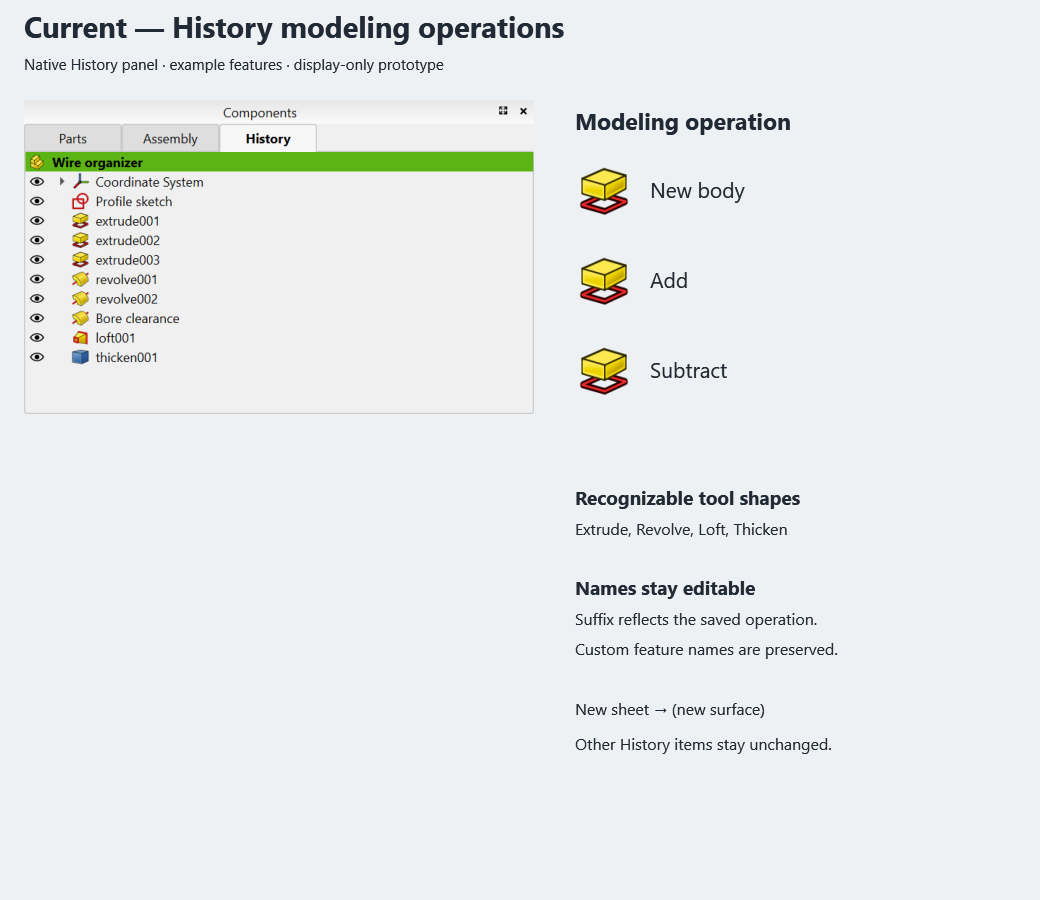 Current — History modeling operations
Native History panel · example features · display-only prototype
Components
Parts Assembly History
Wire organizer
Coordinate System
Profile sketch
extrude001
extrude002
extrude003
revolve001
revolve002
Bore clearance
loft001
thicken001
Modeling operation
New body
Add
Subtract
Recognizable tool shapes
Extrude, Revolve, Loft, Thicken
Names stay editable
Suffix reflects the saved operation.
Custom feature names are preserved.
New sheet → (new surface)
Other History items stay unchanged.